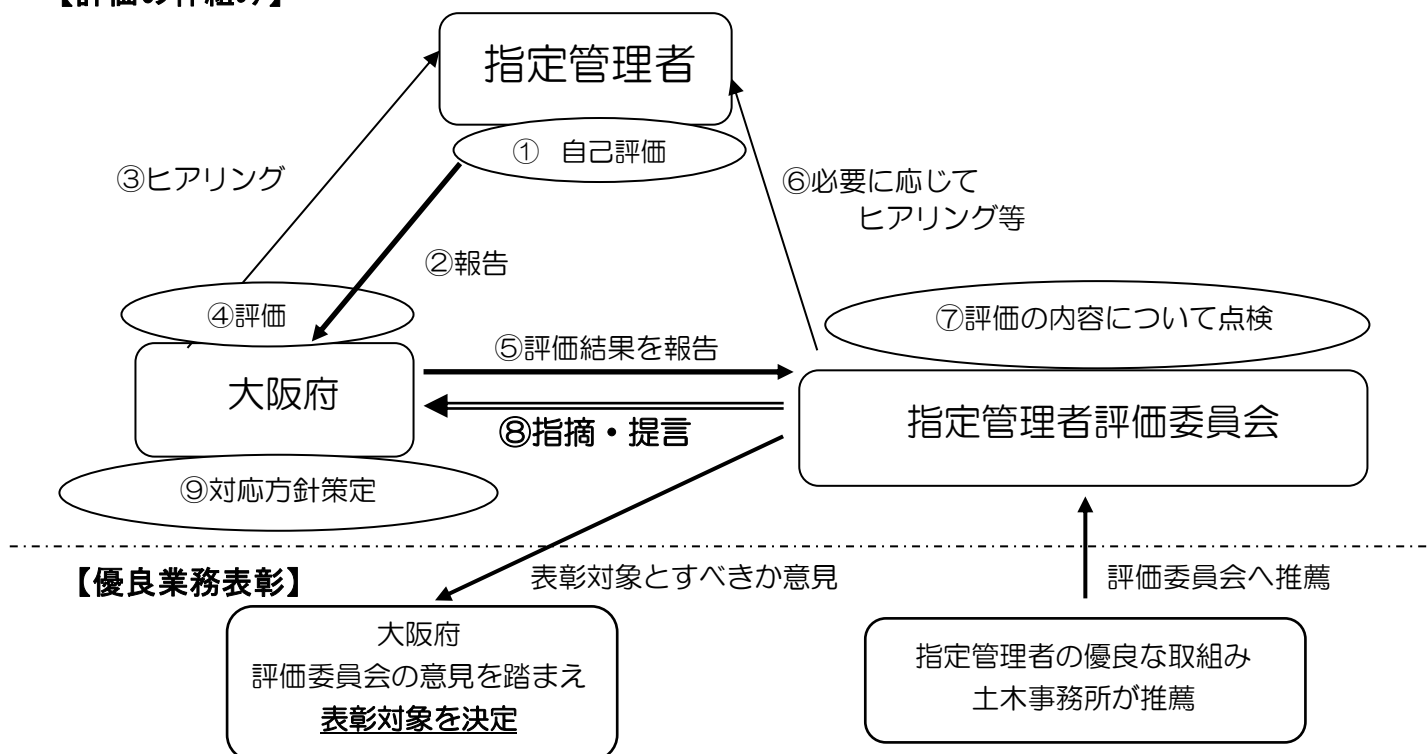 【評価の仕組み】
指定管理者
① 自己評価
③ヒアリング
⑥必要に応じて
ヒアリング等
②報告
④評価
⑦評価の内容について点検
⑤評価結果を報告
大阪府
指定管理者評価委員会
⑧指摘・提言
⑨対応方針策定
【優良業務表彰】
表彰対象とすべきか意見
評価委員会へ推薦
大阪府
評価委員会の意見を踏まえ
表彰対象を決定
指定管理者の優良な取組み
土木事務所が推薦